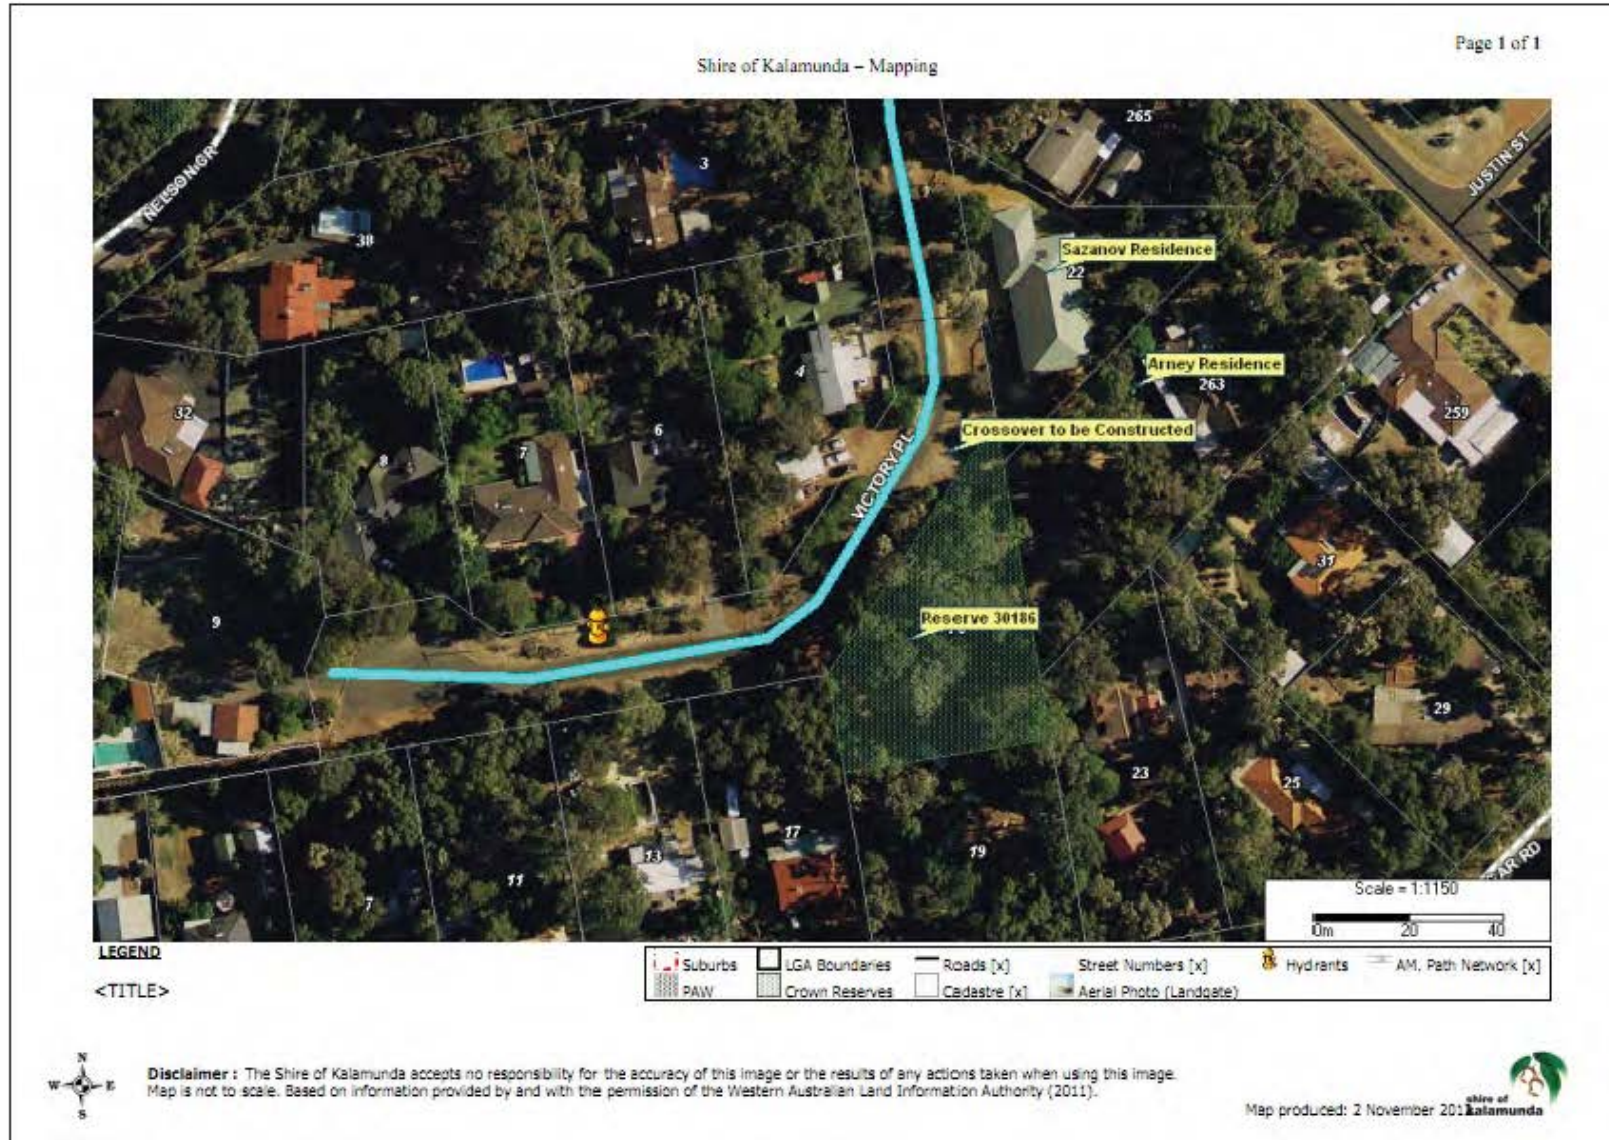 Page 1 of 1
Shire of Kalamunda – Mapping
NELSON CR
38
3
265
JUSTIN ST
Sazanov Residence
22
Arney Residence
263
259
32
8
7
6
4
Crossover to be Constructed
VICTORY PL
9
31
Reserve 30186
29
23
25
7
11
13
17
19
AR RD
Scale = 1:1150
0m 20 40
LEGEND
<TITLE>
Suburbs LGA Boundaries Roads [x] Street Numbers [x] Hydrants AM. Path Network [x]
PAW Crown Reserves Cadastre [x] Aerial Photo (Landgate)
N
W E
S
Disclaimer : The Shire of Kalamunda accepts no responsibility for the accuracy of this image or the results of any actions taken when using this image.
Map is not to scale. Based on information provided by and with the permission of the Western Australian Land Information Authority (2011).
Map produced: 2 November 201
shire of
kalamunda